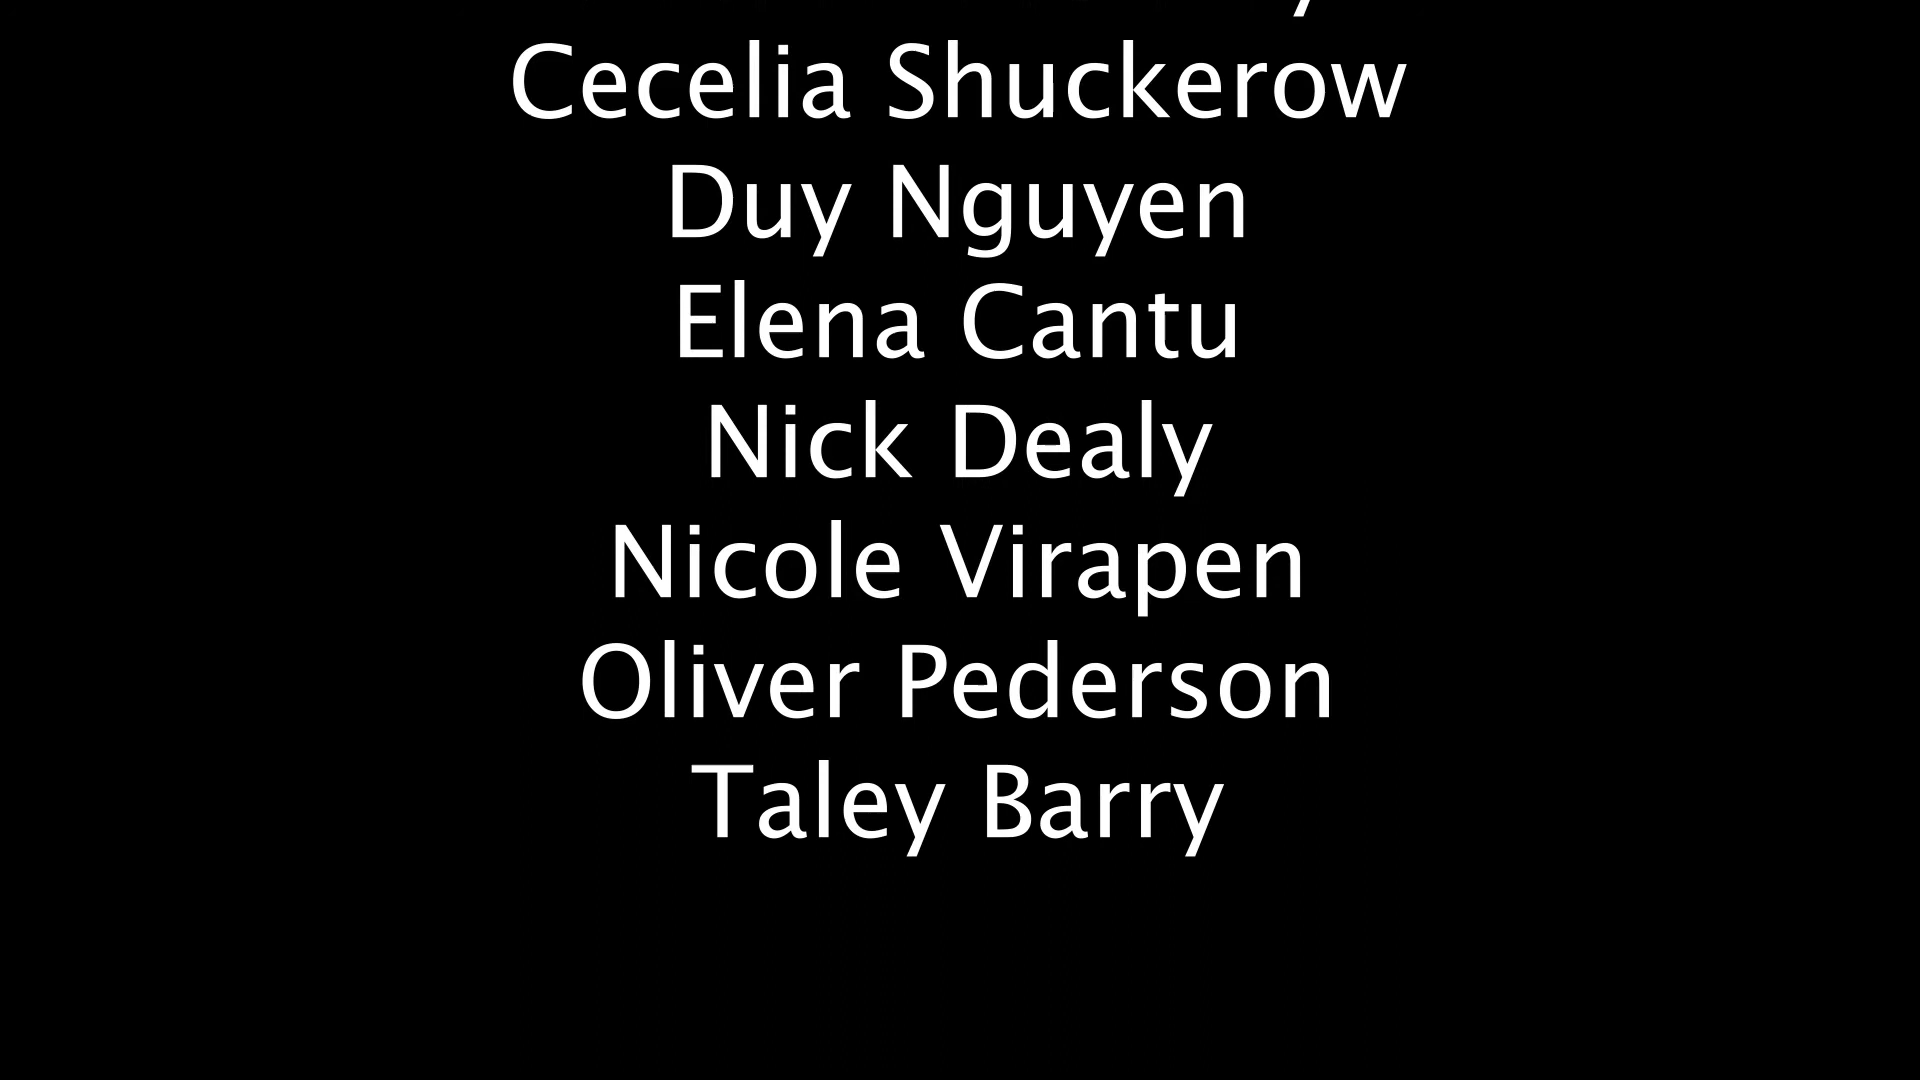 Cecelia Shuckerow
Duy Nguyen
Elena Cantu
Nick Dealy
Nicole Virapen
Oliver Pederson
Taley Barry